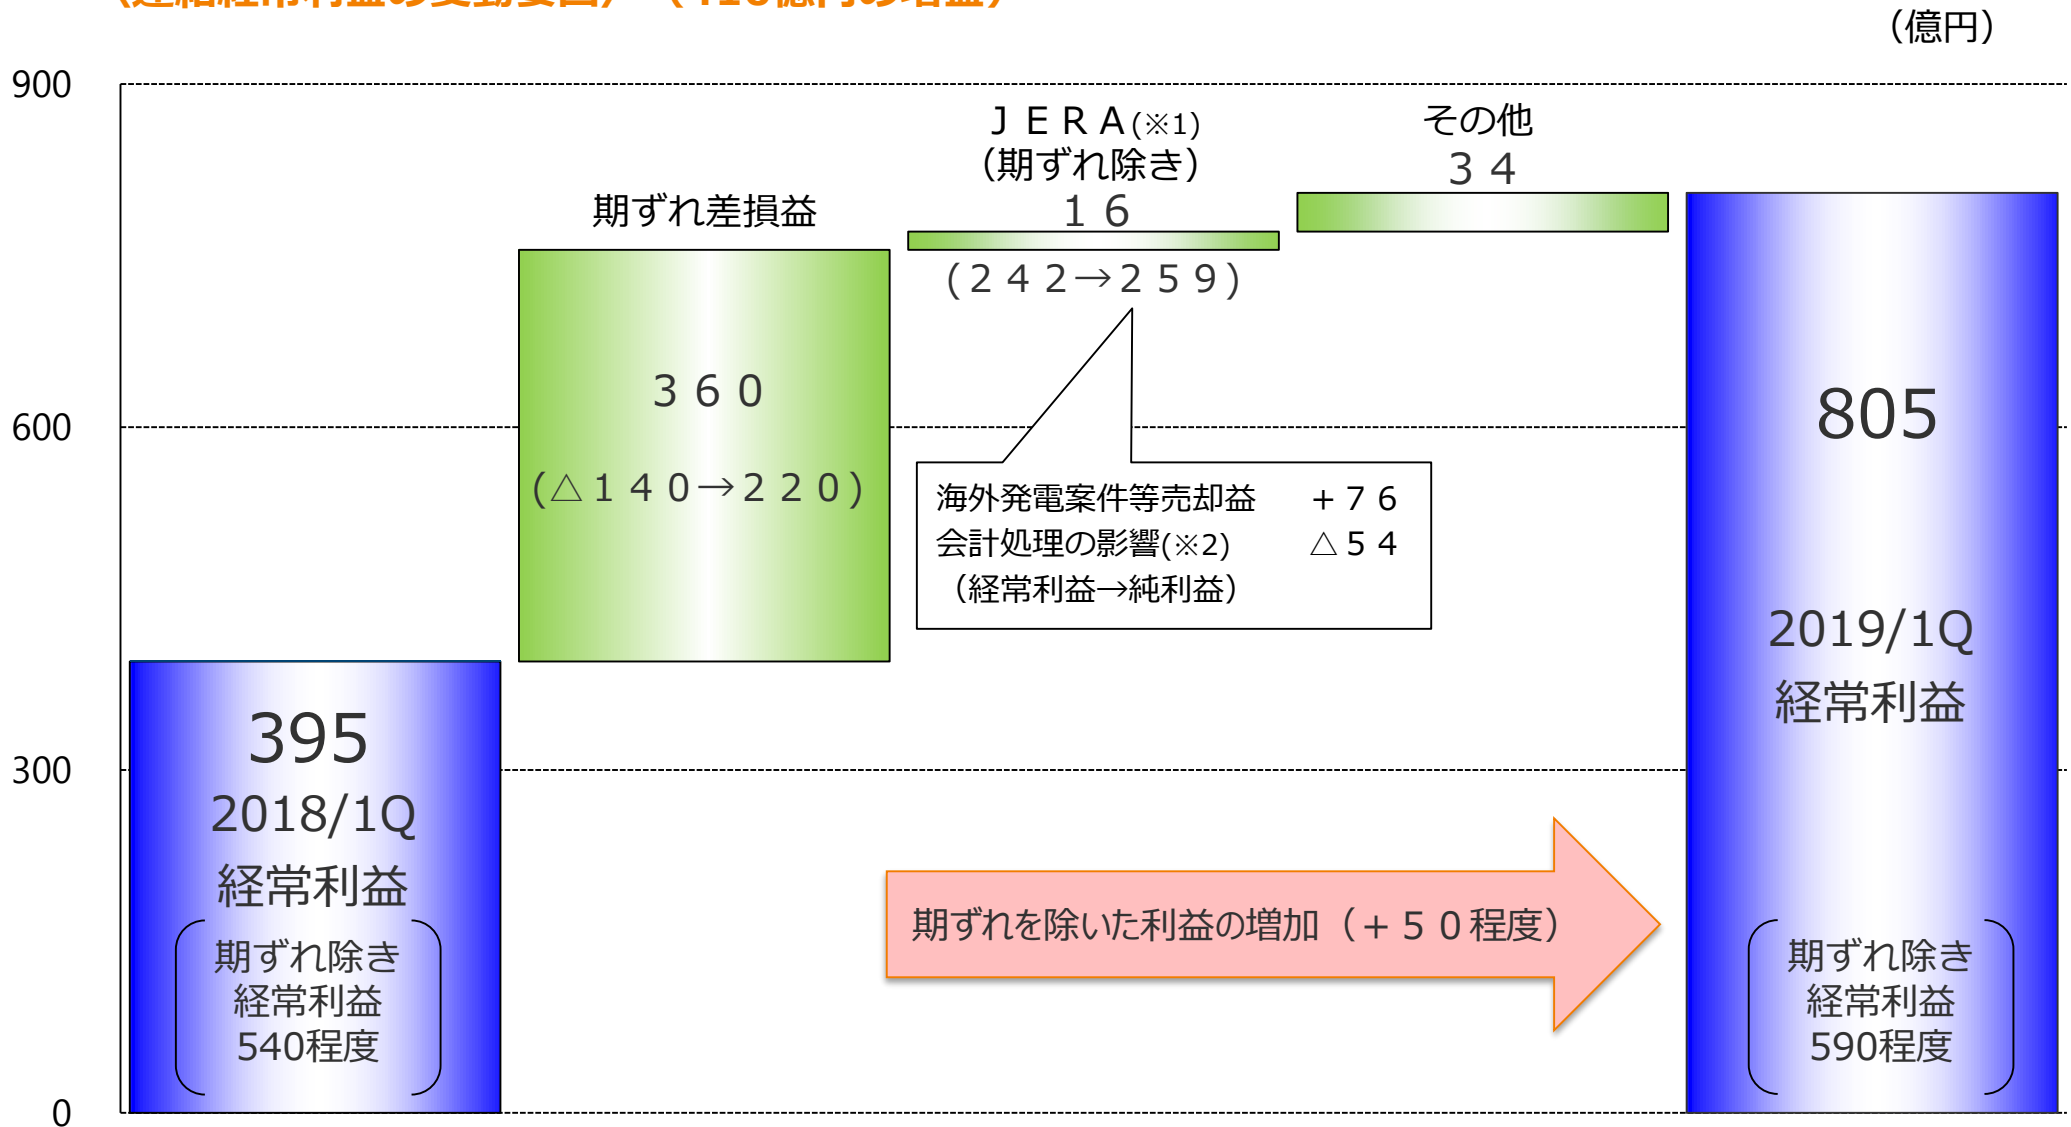 （億円）
900
600
300
0
ＪＥＲＡ(※1)
（期ずれ除き）
１６
(２４２→２５９)
その他
３４
期ずれ差損益
３６０
(△１４０→２２０)
海外発電案件等売却益 ＋７６
会計処理の影響(※2) △５４
（経常利益→純利益）
395
2018/1Q
経常利益
期ずれ除き
経常利益
540程度
期ずれを除いた利益の増加（＋５０程度）
805
2019/1Q
経常利益
期ずれ除き
経常利益
590程度